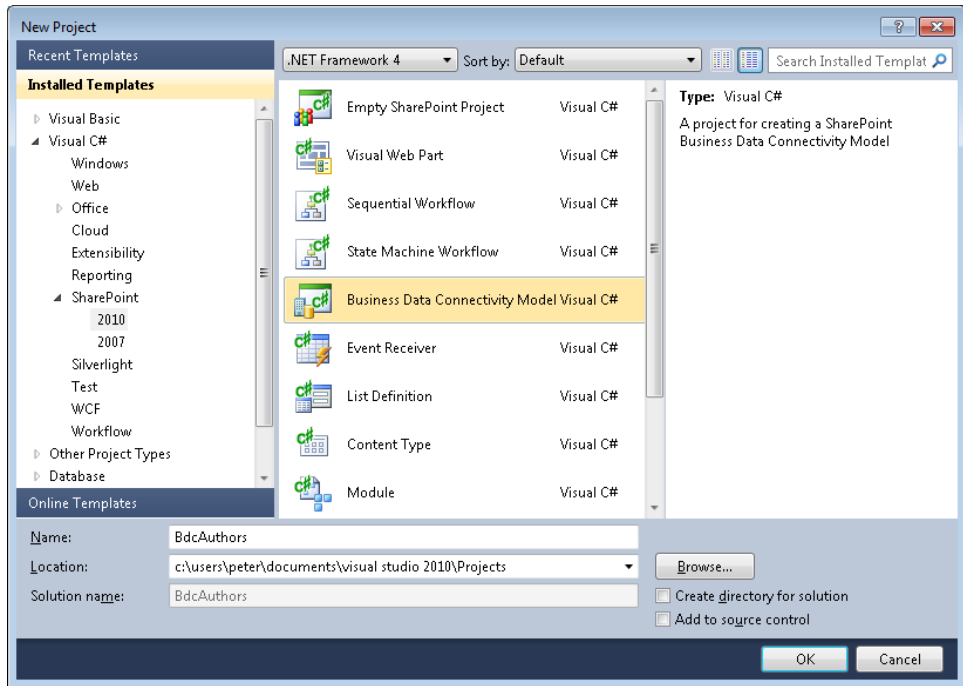 New Project
Recent Templates
Installed Templates
Visual Basic
Visual C#
Windows
Web
Office
Cloud
Extensibility
Reporting
SharePoint
2010
2007
Silverlight
Test
WCF
Workflow
Other Project Types
Database
Online Templates
.NET Framework 4
Sort by: Default
Search Installed Templat
Empty SharePoint Project Visual C#
Visual Web Part Visual C#
Sequential Workflow Visual C#
State Machine Workflow Visual C#
Business Data Connectivity Model Visual C#
Event Receiver Visual C#
List Definition Visual C#
Content Type Visual C#
Module Visual C#
Type: Visual C#
A project for creating a SharePoint
Business Data Connectivity Model
Name: BdcAuthors
Location: c:\users\peter\documents\visual studio 2010\Projects
Browse...
Solution name: BdcAuthors
Create directory for solution
Add to source control
OK Cancel